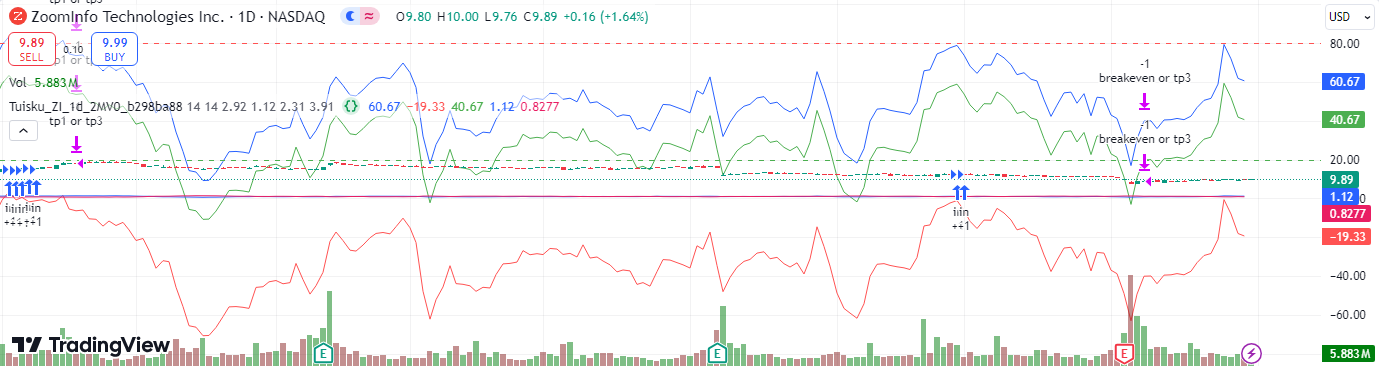 ZoomInfo Technologies Inc. · 1D · NASDAQ O9.80 H10.00 L9.76 C9.89 +0.16 (+1.64%)
USD
9.89
SELL
0.10
9.99
BUY
Vol 5.883M
Tuisku_ZI_1d_2MV0_b298ba88 14 14 2.92 1.12 2.31 3.91 {} 60.67 −19.33 40.67 1.12 0.8277
tp1 or tp3
-1
breakeven or tp3
-1
breakeven or tp3
+1
+1
80.00
60.67
40.67
20.00
9.89
1.12
0.8277
−19.33
−40.00
−60.00
5.883M
E
E
E
TradingView